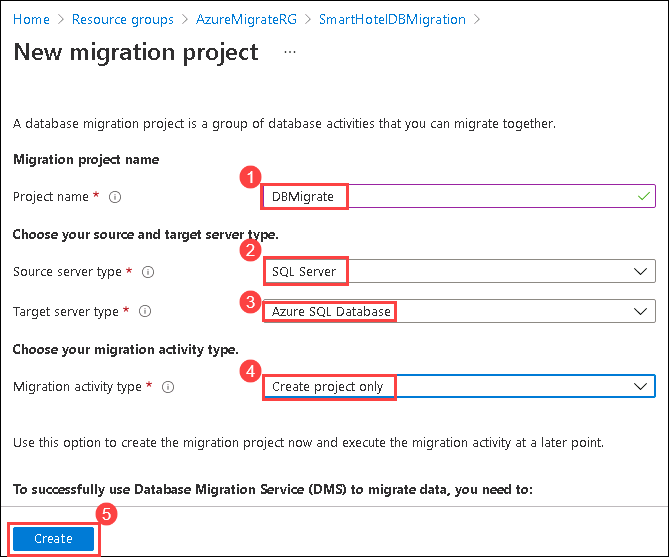 Home > Resource groups > AzureMigrateRG > SmartHotelDBMigration >
New migration project ...
A database migration project is a group of database activities that you can migrate together.
Migration project name
1
Project name * DBMigrate
Choose your source and target server type.
2
Source server type * SQL Server
3
Target server type * Azure SQL Database
Choose your migration activity type.
4
Migration activity type * Create project only
Use this option to create the migration project now and execute the migration activity at a later point.
To successfully use Database Migration Service (DMS) to migrate data, you need to:
5
Create